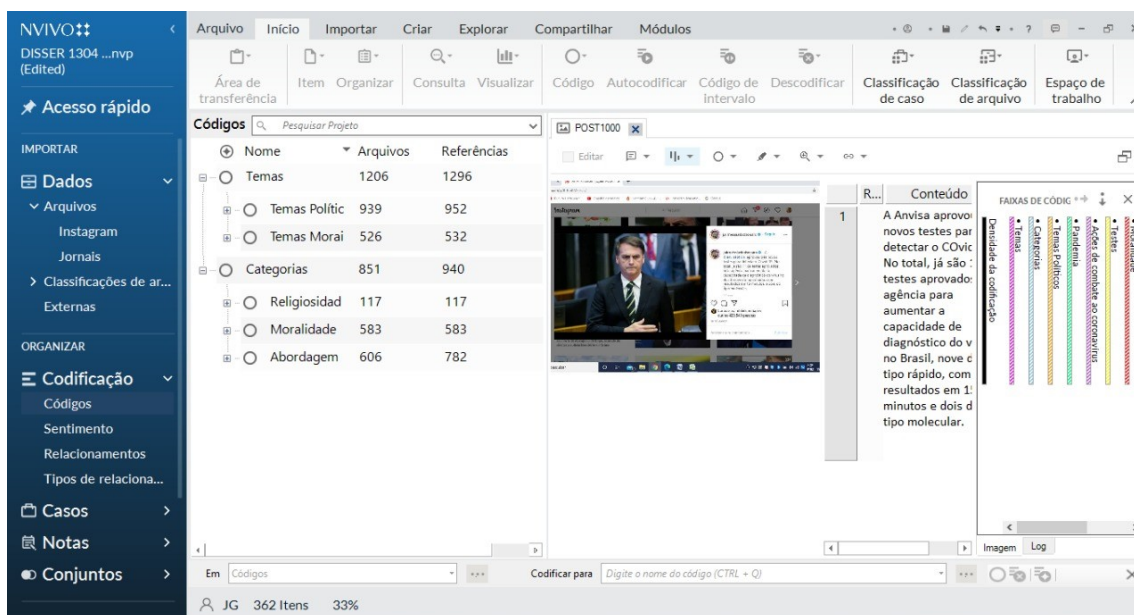 NVIVO
DISSER 1304 ...nvp
(Edited)
Acesso rápido
IMPORTAR
Dados
Arquivos
Instagram
Jornais
Classificações de ar...
Externas
ORGANIZAR
Codificação
Códigos
Sentimento
Relacionamentos
Tipos de relaciona...
Casos
Notas
Conjuntos
Arquivo Início Importar Criar Explorar Compartilhar Módulos
Área de transferência
Item Organizar Consulta Visualizar Código Autocodificar
Código de intervalo
Descodificar
Classificação de caso
Classificação de arquivo
Espaço de trabalho
Códigos Pesquisar Projeto
Nome Arquivos Referências
Temas 1206 1296
Temas Polític 939 952
Temas Morai 526 532
Categorias 851 940
Religiosidad 117 117
Moralidade 583 583
Abordagem 606 782
POST1000
Editar
Instagram
R... Conteúdo
1
A Anvisa aprovo
novos testes par
detectar o COvic
No total, já são
testes aprovado
agência para
aumentar a
capacidade de
diagnóstico do v
no Brasil, nove d
tipo rápido, com
resultados em 1
minutos e dois d
tipo molecular.
FAIXAS DE CÓDIG
Densidade da codificação
Temas
Categorias
Temas Políticos
Pandemia
Ações de combate ao coronavírus
Testes
Moralidade
Imagem Log
Em Códigos
Codificar para Digite o nome do código (CTRL + Q)
JG 362 Itens 33%